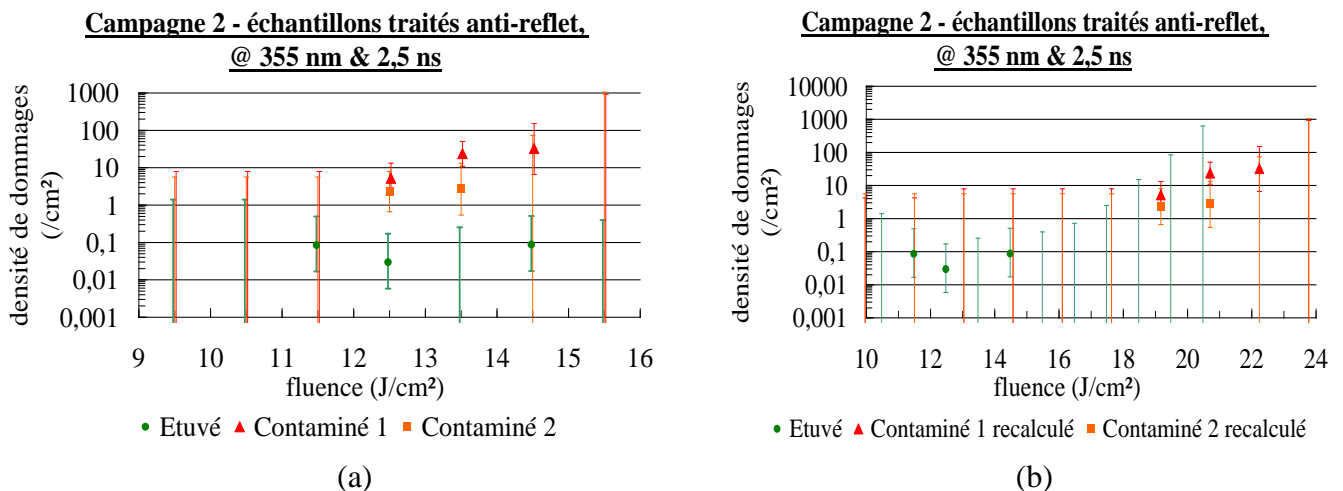 Campagne 2 - échantillons traités anti-reflet,
@ 355 nm & 2,5 ns
densité de dommages
(/cm²)
1000
100
10
1
0,1
0,01
0,001
9 10 11 12 13 14 15 16
fluence (J/cm²)
Etuvé Contaminé 1 Contaminé 2
(a)
Campagne 2 - échantillons traités anti-reflet,
@ 355 nm & 2,5 ns
densité de dommages
(/cm²)
10000
1000
100
10
1
0,1
0,01
0,001
10 12 14 16 18 20 22 24
fluence (J/cm²)
Etuvé Contaminé 1 recalculé Contaminé 2 recalculé
(b)